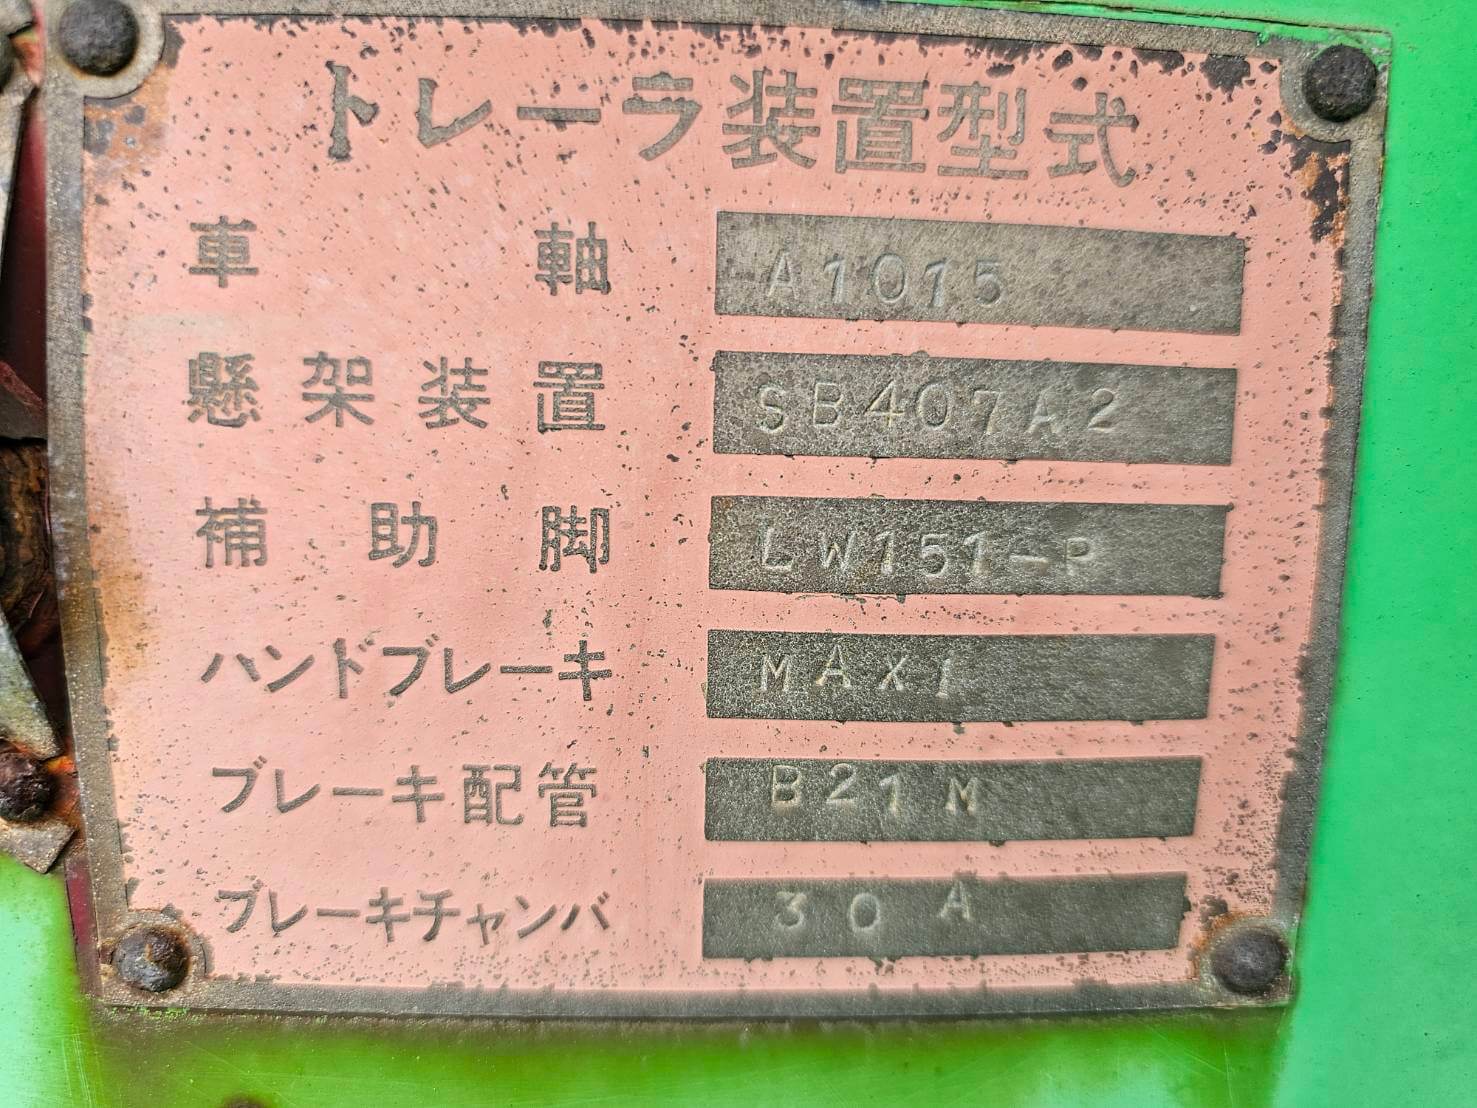 トレーラ装置型式
車軸 A1015
懸架装置 SB407A2
補助脚 LW151-P
ハンドブレーキ MAXI
ブレーキ配管 B21M
ブレーキチャンバ 30A